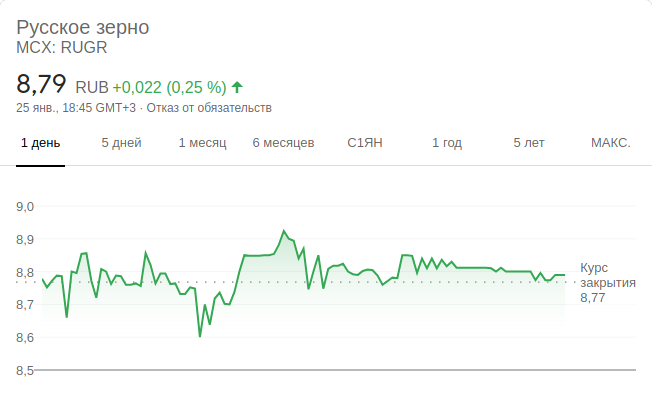 Русское зерно
MCX: RUGR
8,79 RUB +0,022 (0,25 %)
25 янв., 18:45 GMT+3 · Отказ от обязательств
1 день 5 дней 1 месяц 6 месяцев С1ЯН 1 год 5 лет МАКС.
9,0
8,9
8,8
8,7
8,6
8,5
Курс
закрытия
8,77